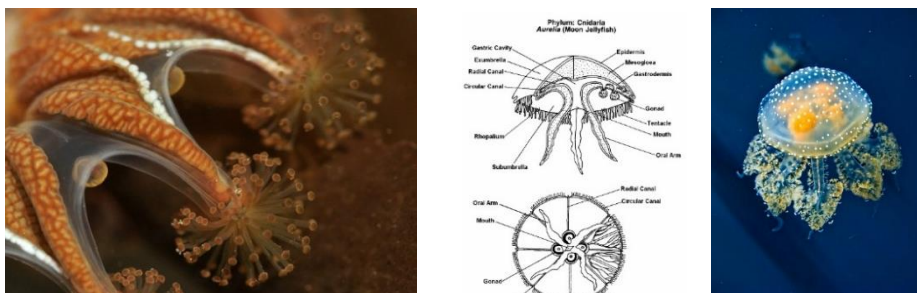 Phylum: Cnidaria
Aurelia (Moon Jellyfish)
Gastric Cavity
Exumbrella
Radial Canal
Circular Canal
Epidermis
Mesoglea
Gastrodermis
Gonad
Tentacle
Mouth
Oral Arm
Rhopalium
Subumbrella
Radial Canal
Circular Canal
Oral Arm
Mouth
Gonad